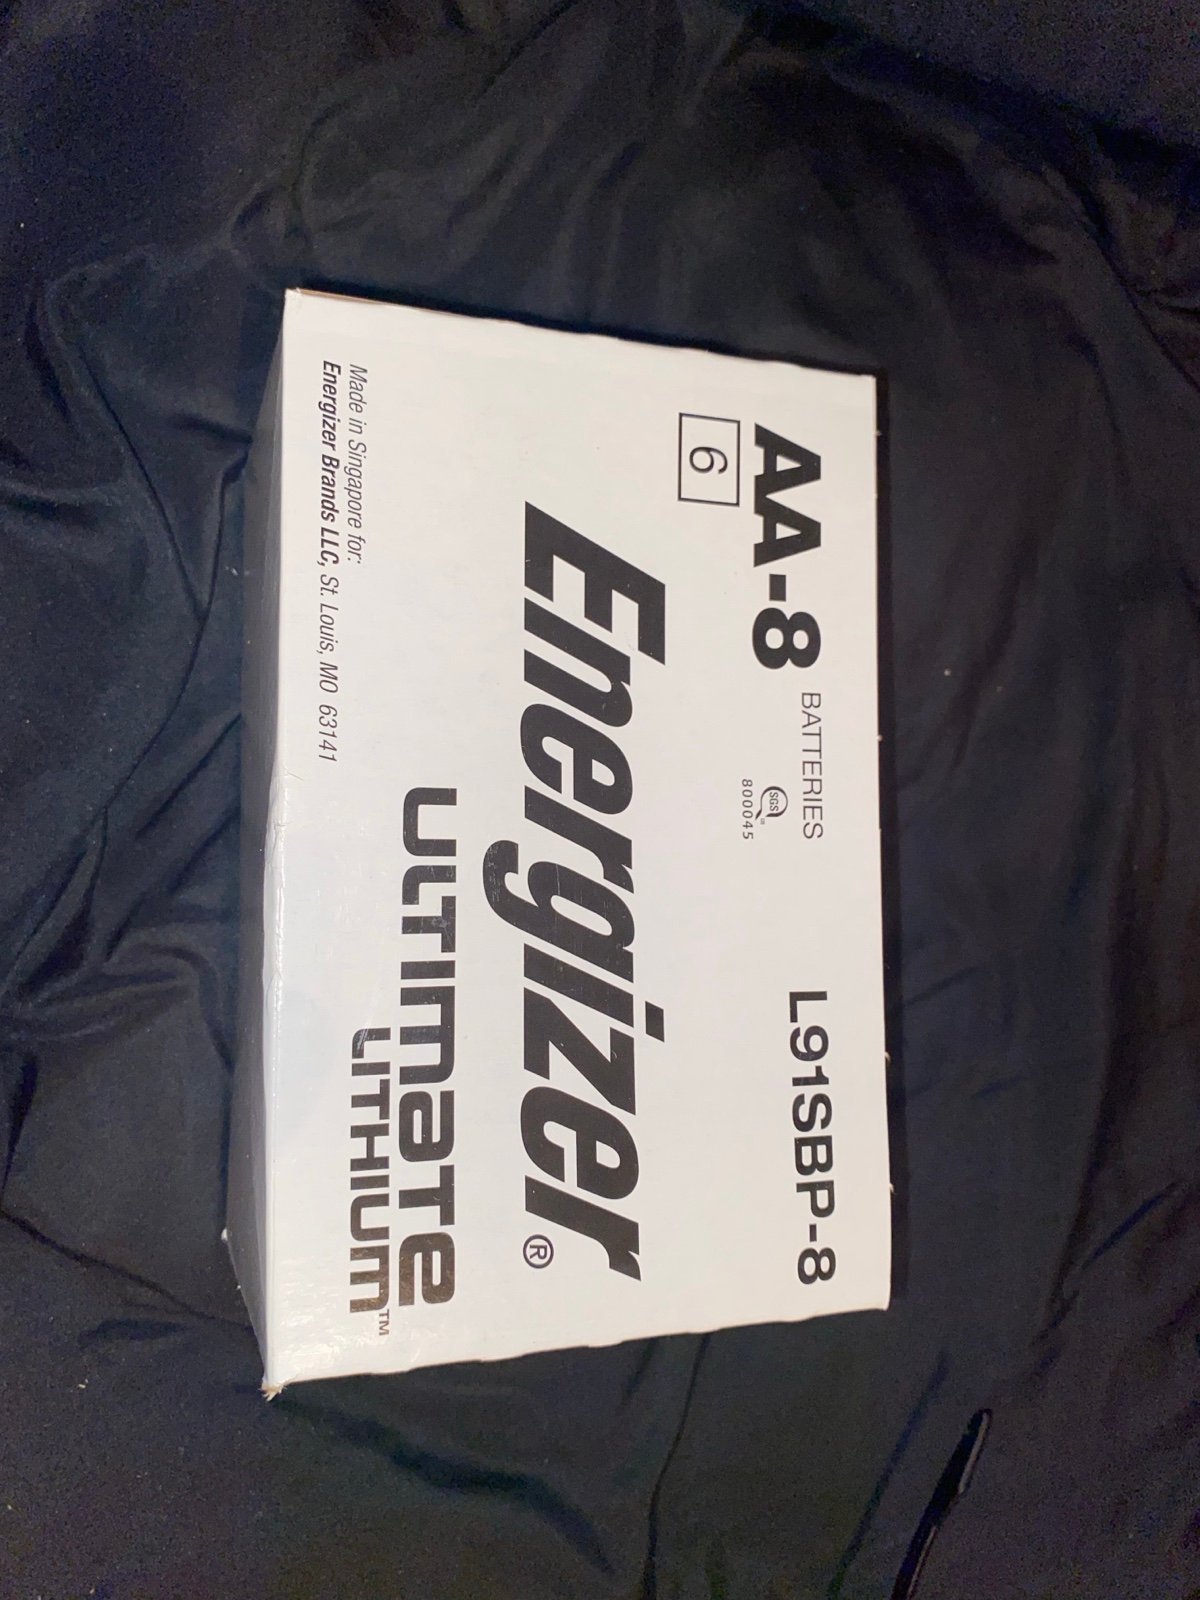 AA-8 BATTERIES
L91SBP-8
6
SGS
800045
Energizer®
ULTIMATE
LITHIUM™
Made in Singapore for:
Energizer Brands LLC, St. Louis, MO 63141